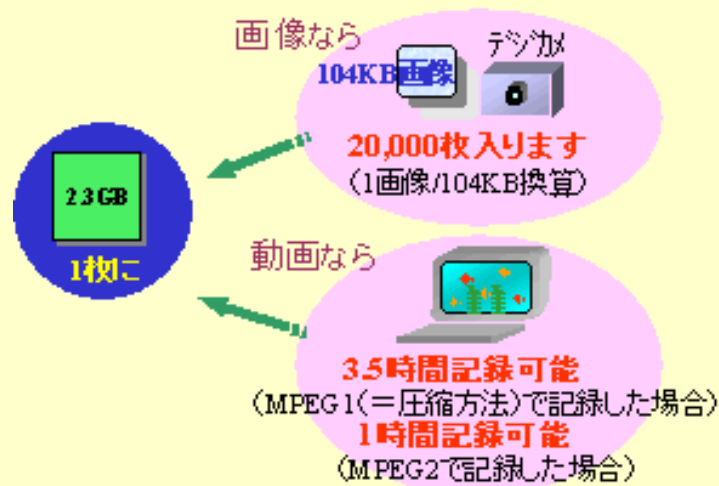 画像なら
デジカメ
104KB画像
20,000枚入ります
(1画像/104KB換算)
2.3GB
1枚に
動画なら
3.5時間記録可能
(MPEG1(=圧縮方法)で記録した場合)
1時間記録可能
(MPEG2で記録した場合)